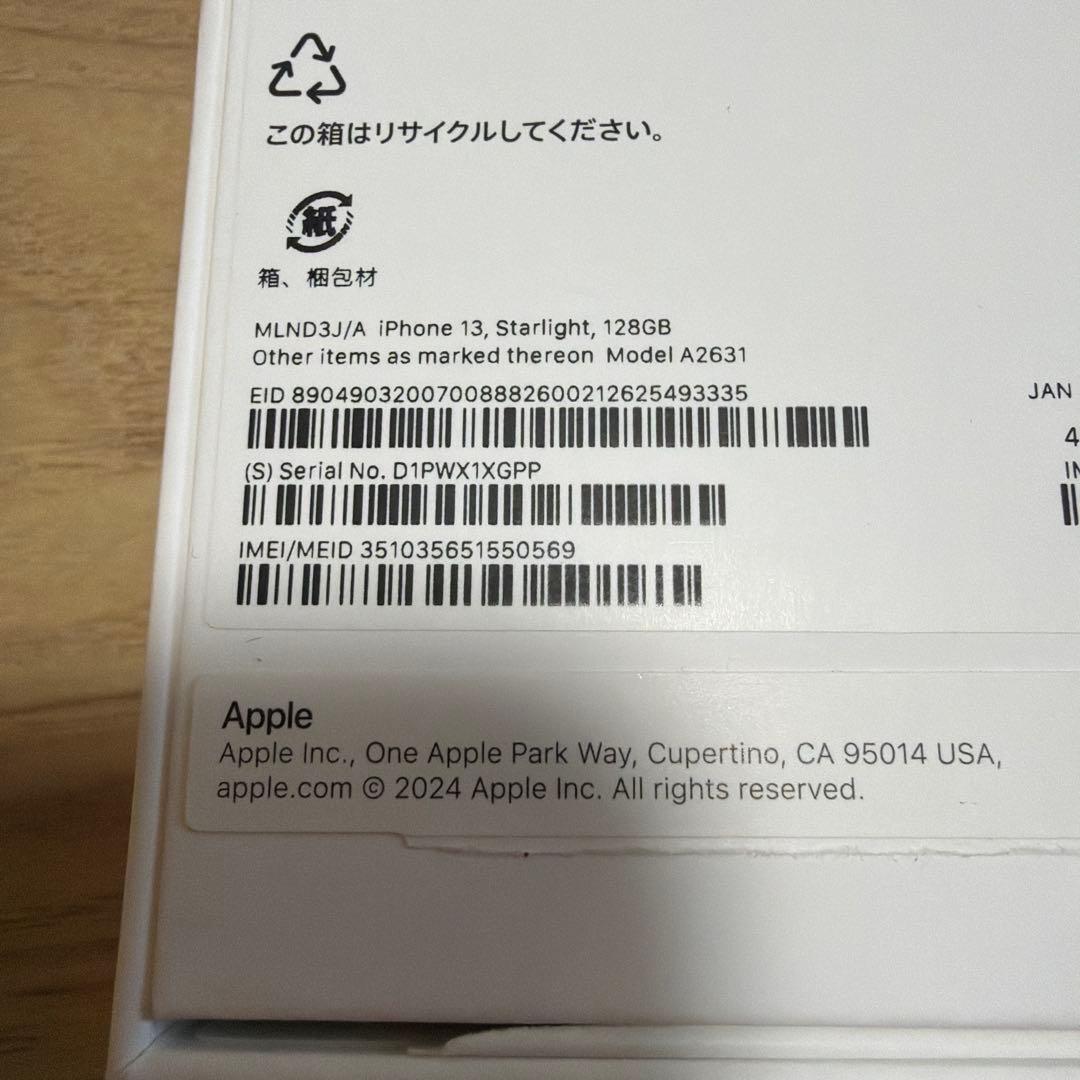 この箱はリサイクルしてください。
紙
箱、梱包材
MLND3J/A iPhone 13, Starlight, 128GB
Other items as marked thereon Model A2631
EID 89049032007008882600212625493335
JAN
4
(S) Serial No. D1PWX1XGPP
IMEI/MEID 351035651550569
Apple
Apple Inc., One Apple Park Way, Cupertino, CA 95014 USA,
apple.com © 2024 Apple Inc. All rights reserved.